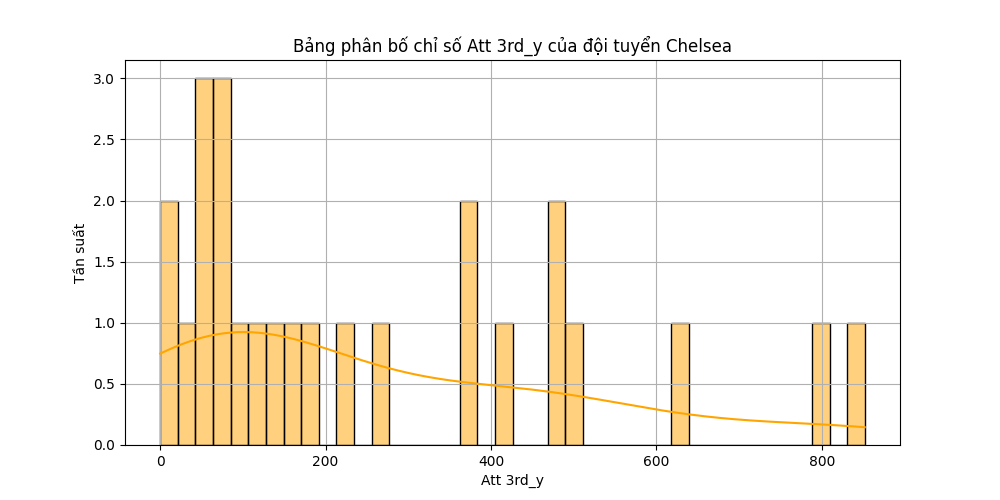 Bảng phân bố chỉ số Att 3rd_y của đội tuyển Chelsea
3.0
2.5
2.0
1.5
1.0
0.5
0.0
Tần suất
0 200 400 600 800
Att 3rd_y